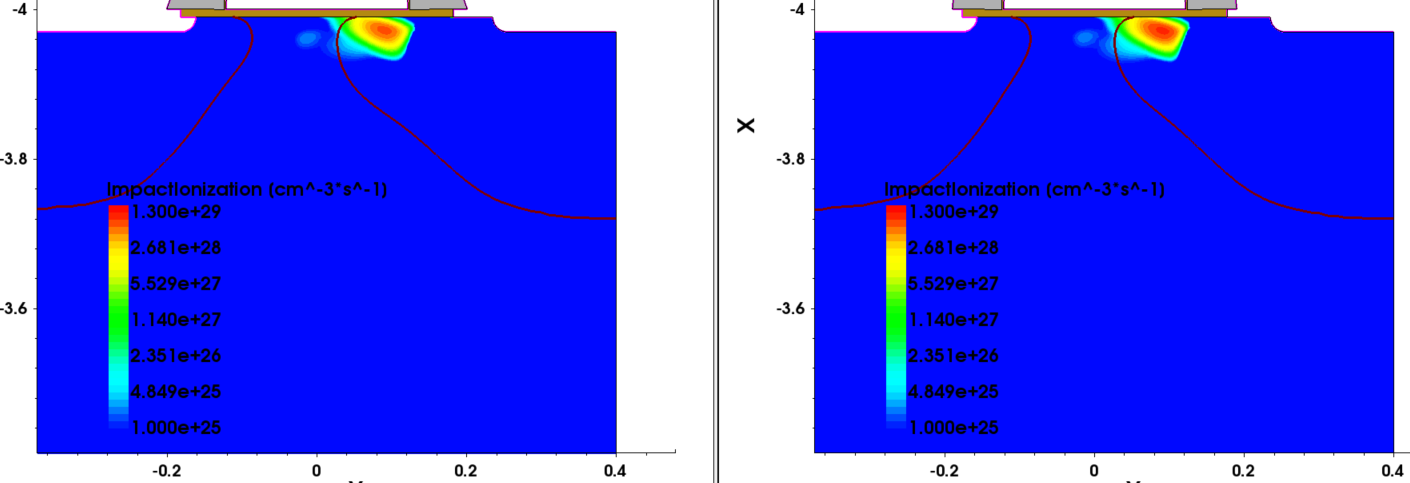 -4
-3.8
ImpactIonization (cm^-3*s^-1)
1.300e+29
2.681e+28
5.529e+27
-3.6
1.140e+27
2.351e+26
4.849e+25
1.000e+25
-0.2 0 0.2 0.4
X
-4
-3.8
ImpactIonization (cm^-3*s^-1)
1.300e+29
2.681e+28
5.529e+27
-3.6
1.140e+27
2.351e+26
4.849e+25
1.000e+25
-0.2 0 0.2 0.4